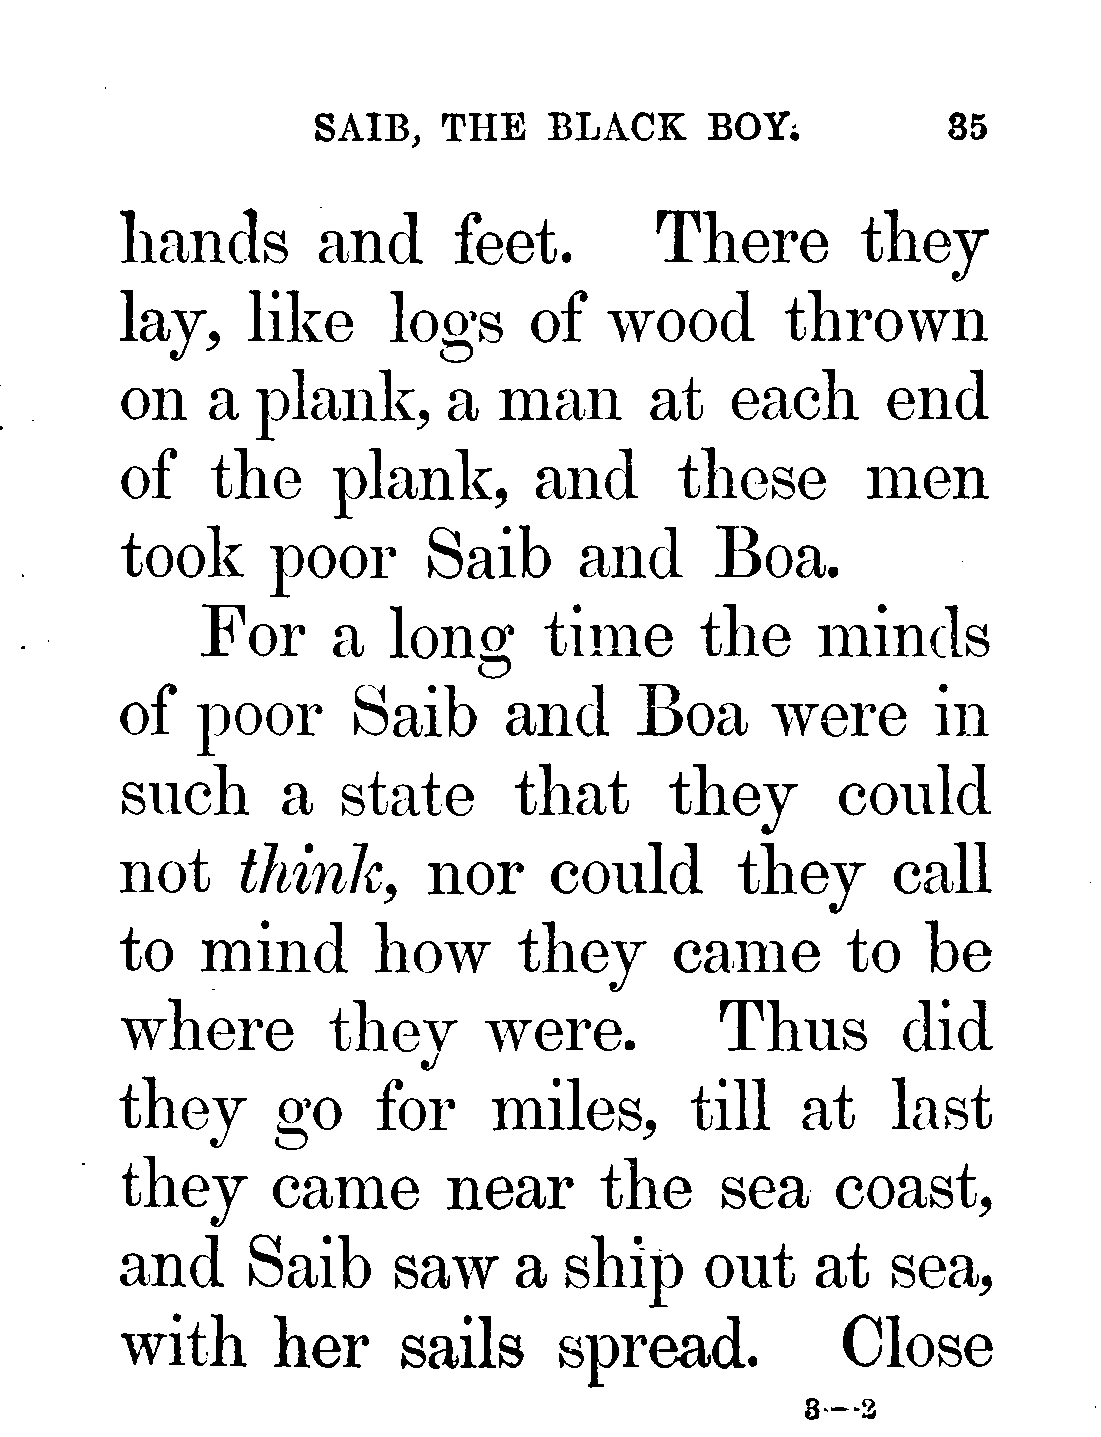 SAIB, THE BLACK BOY. 35
hands and feet. There they
lay, like logs of wood thrown
on a plank, a man at each end
of the plank, and these men
took poor Saib and Boa.
For a long time the minds
of poor Saib and Boa were in
such a state that they could
not think, nor could they call
to mind how they came to be
where they were. Thus did
they go for miles, till at last
they came near the sea coast,
and Saib saw a ship out at sea,
with her sails spread. Close
3--2